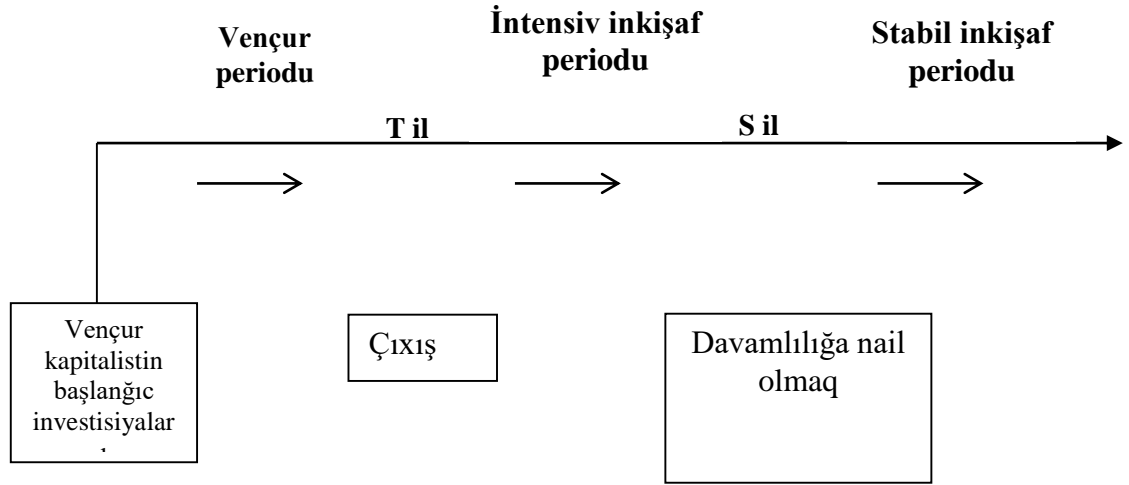 Vençur
periodu
İntensiv inkişaf
periodu
Stabil inkişaf
periodu
T il
S il
Vençur
kapitalistin
başlanğıc
investisiyalar
Çıxış
Davamlılığa nail
olmaq